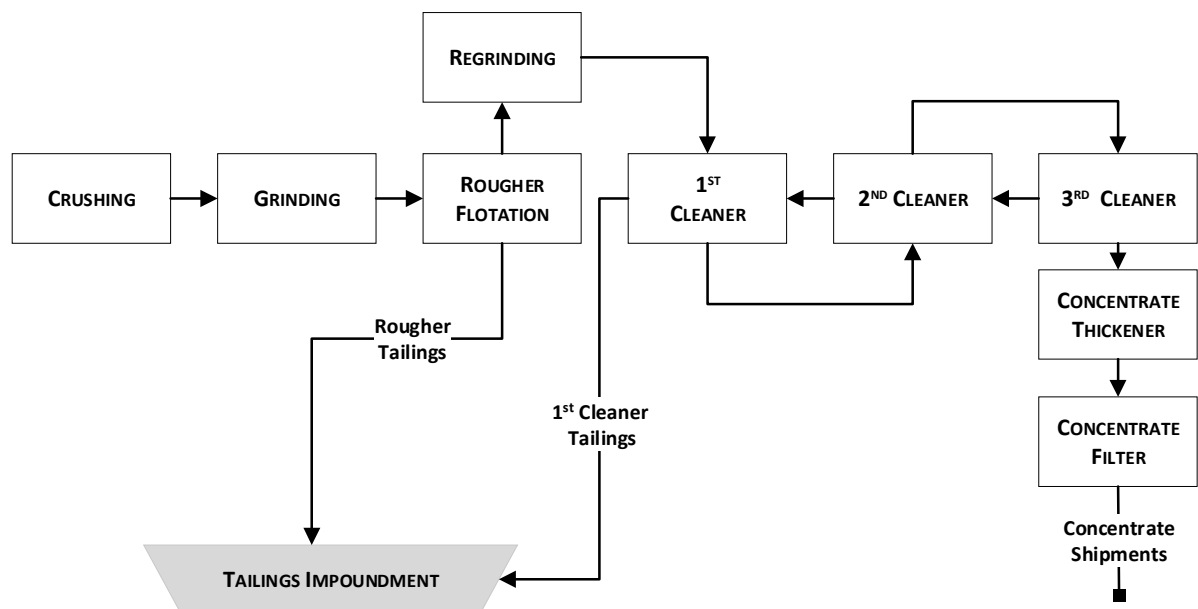 REGRINDING
CRUSHING
GRINDING
ROUGHER
FLOTATION
1ST
CLEANER
2ND CLEANER
3RD CLEANER
CONCENTRATE
THICKENER
Rougher
Tailings
1st Cleaner
Tailings
CONCENTRATE
FILTER
Concentrate
Shipments
TAILINGS IMPOUNDMENT